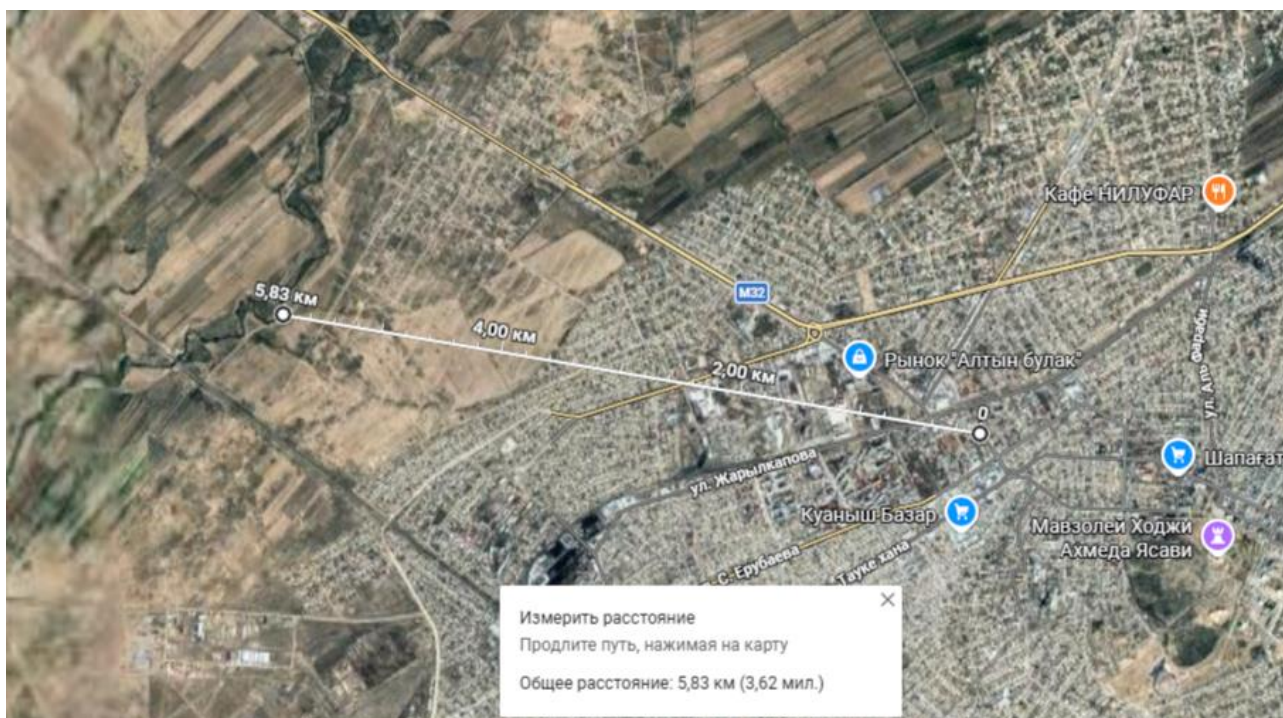 Кафе НИЛУФАР
5,83 км
М32
4,00 км
2,00 км
Рынок "Алтын булак"
ул. Аль Фараби
0
Шапағат
ул. Жарылкапова
Куаныш Базар
Мавзолей Ходжи
Ахмеда Ясави
С. Ерубаева
Тауке хана
Измерить расстояние
Продлите путь, нажимая на карту
Общее расстояние: 5,83 км (3,62 мил.)